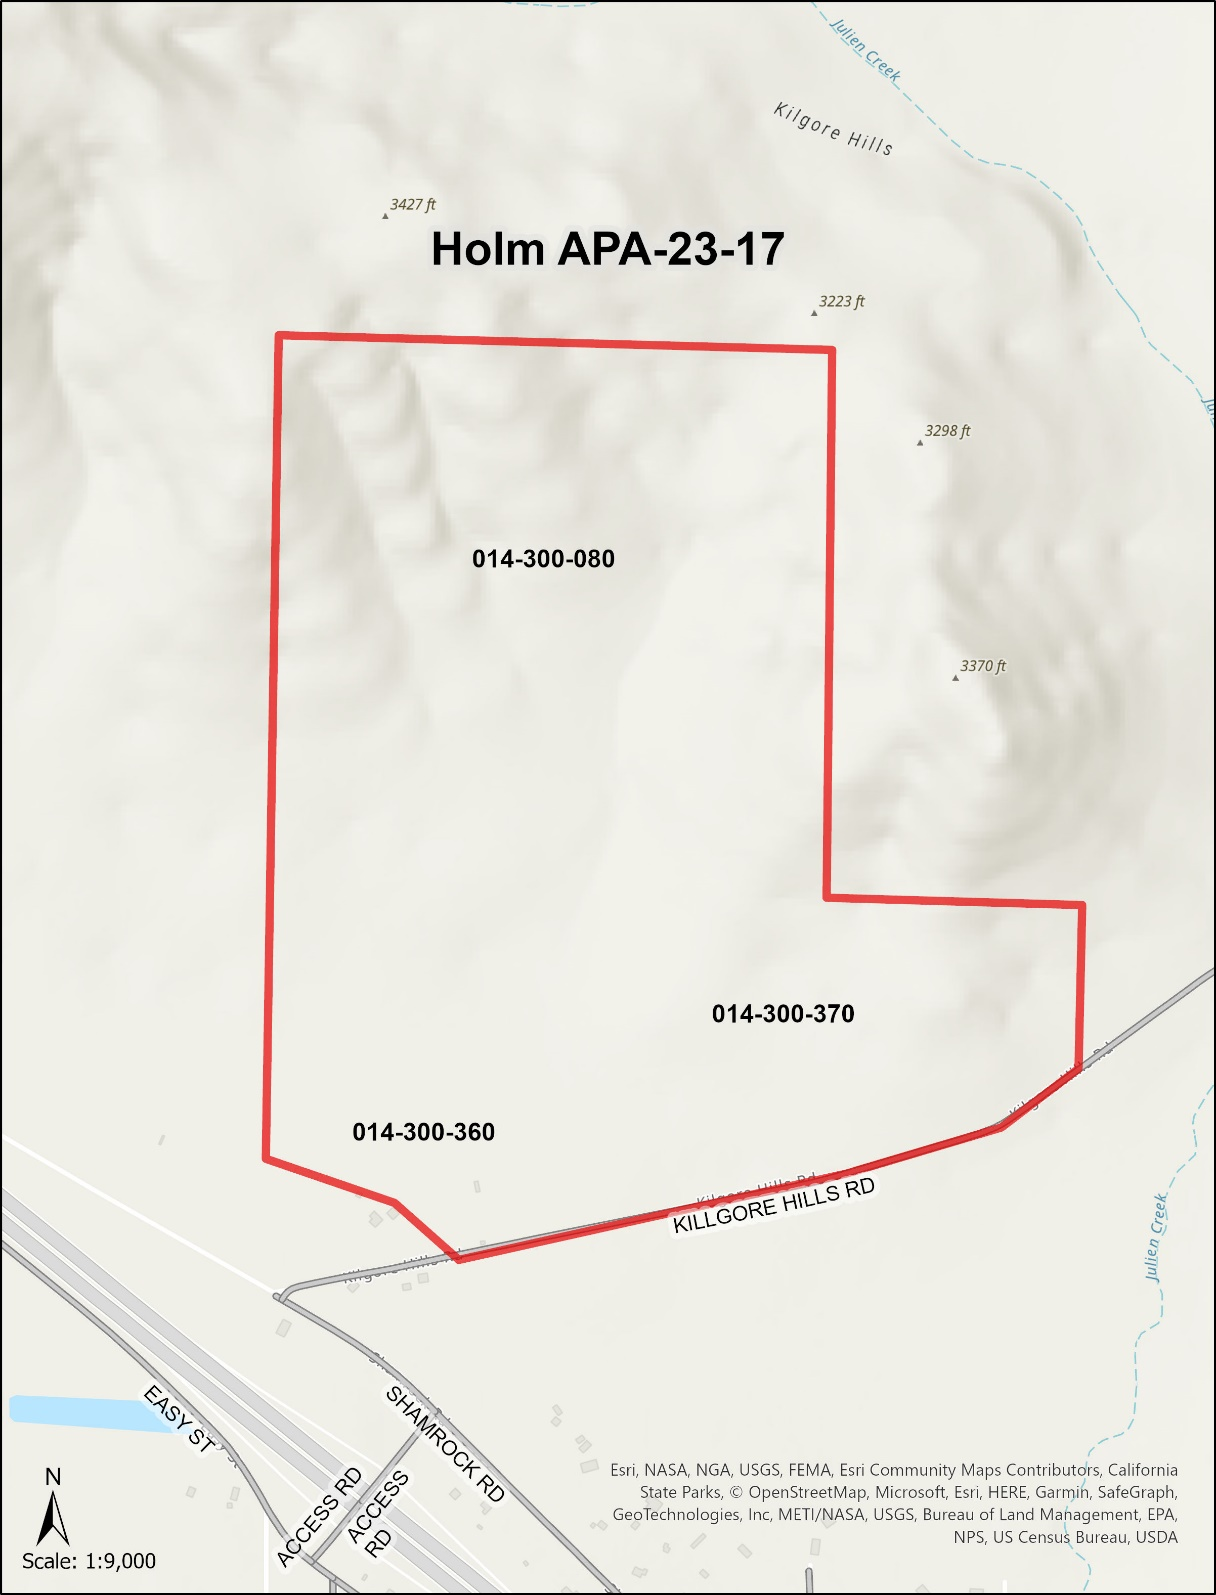 Julien Creek
Kilgore Hills
3427 ft
Holm APA-23-17
3223 ft
3298 ft
014-300-080
3370 ft
014-300-370
014-300-360
Kilgore Hills Rd
KILLGORE HILLS RD
Julien Creek
EASY ST
SHAMROCK RD
ACCESS RD
ACCESS
RD
N
Scale: 1:9,000
Esri, NASA, NGA, USGS, FEMA, Esri Community Maps Contributors, California
State Parks, © OpenStreetMap, Microsoft, Esri, HERE, Garmin, SafeGraph,
GeoTechnologies, Inc, METI/NASA, USGS, Bureau of Land Management, EPA,
NPS, US Census Bureau, USDA